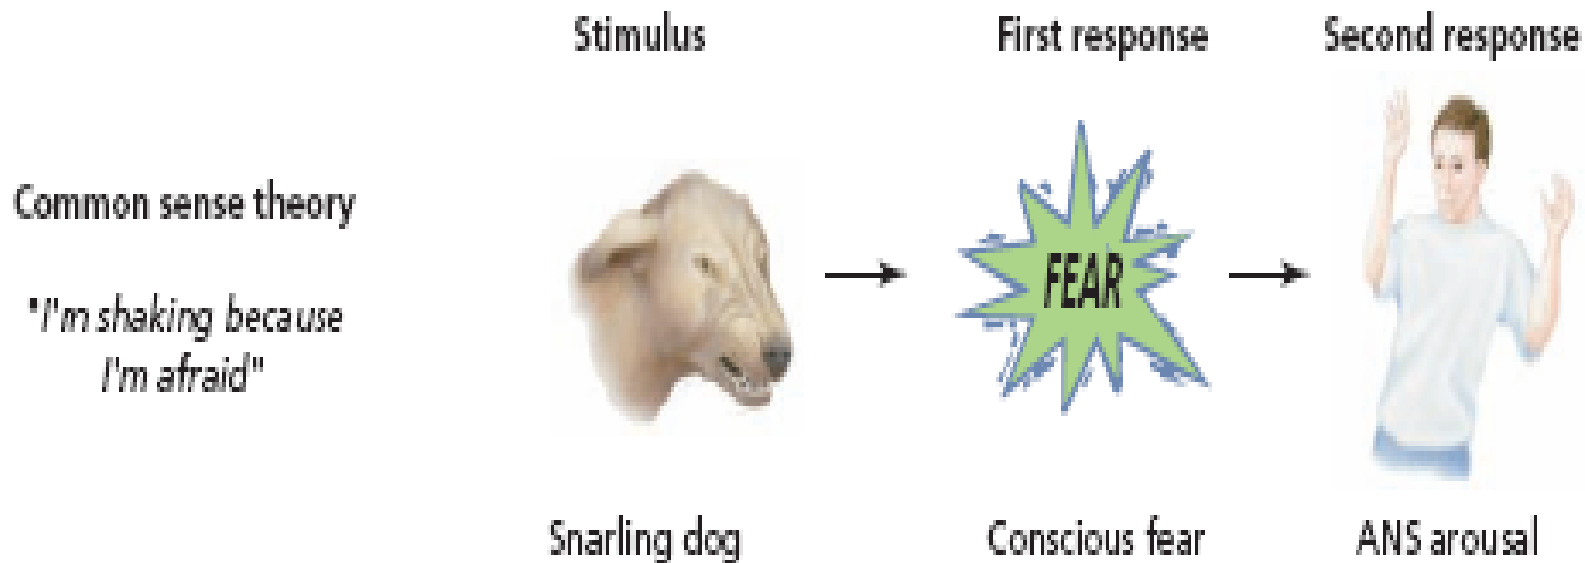 Stimulus
First response
Second response
Common sense theory
"I'm shaking because
I'm afraid"
FEAR
Snarling dog
Conscious fear
ANS arousal